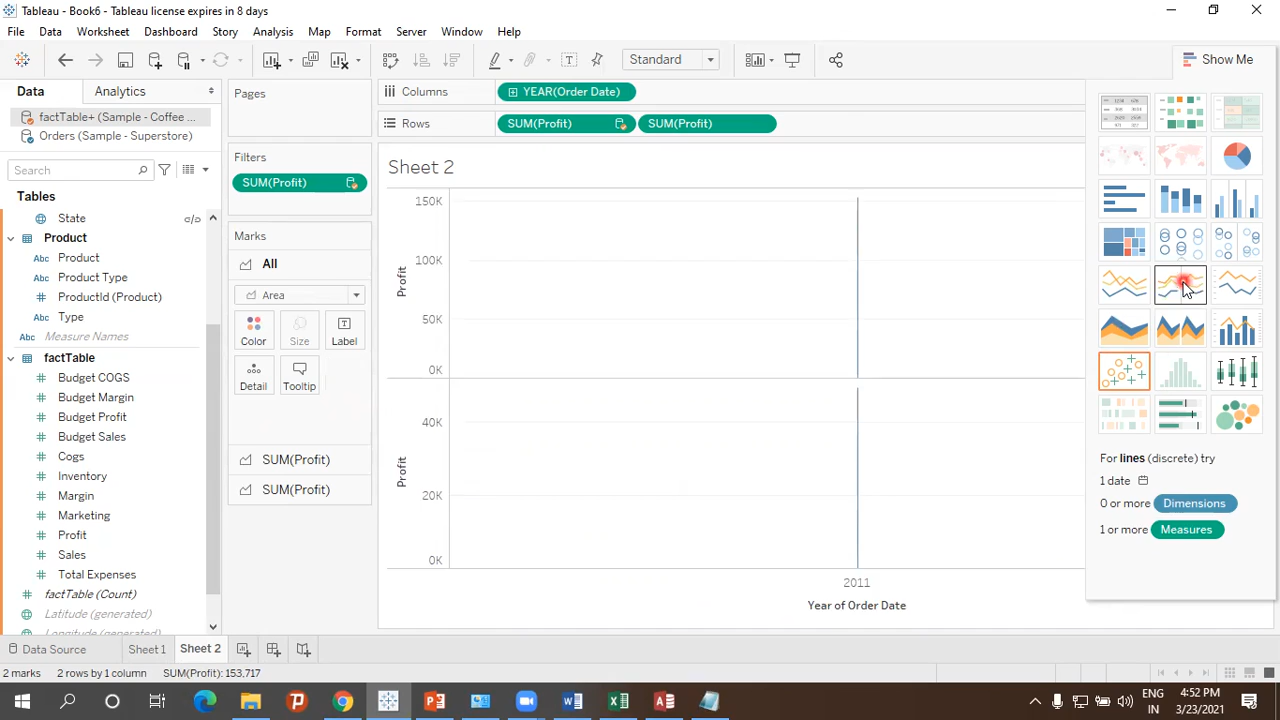 Tableau - Book6 - Tableau license expires in 8 days
File Data Worksheet Dashboard Story Analysis Map Format Server Window Help
Standard
Show Me
Data Analytics
factTable+ (Sample - Coffee ...
Orders (Sample - Superstore)
Search
Tables
State
Product
Product
Product Type
ProductId (Product)
Type
Measure Names
factTable
Budget COGS
Budget Margin
Budget Profit
Budget Sales
Cogs
Inventory
Margin
Marketing
Profit
Sales
Total Expenses
factTable (Count)
Latitude (generated)
Longitude (generated)
Pages
Filters
SUM(Profit)
Marks
All
Area
Color Size Label
Detail Tooltip
SUM(Profit)
SUM(Profit)
Columns YEAR(Order Date)
Rows SUM(Profit) SUM(Profit)
Sheet 2
150K
100K
50K
0K
Profit
40K
20K
0K
Profit
2011
Year of Order Date
For lines (discrete) try
1 date
0 or more Dimensions
1 or more Measures
Data Source Sheet 1 Sheet 2
2 marks 2 rows by 1 column SUM(Profit): 153,717
ENG
IN
4:52 PM
3/23/2021